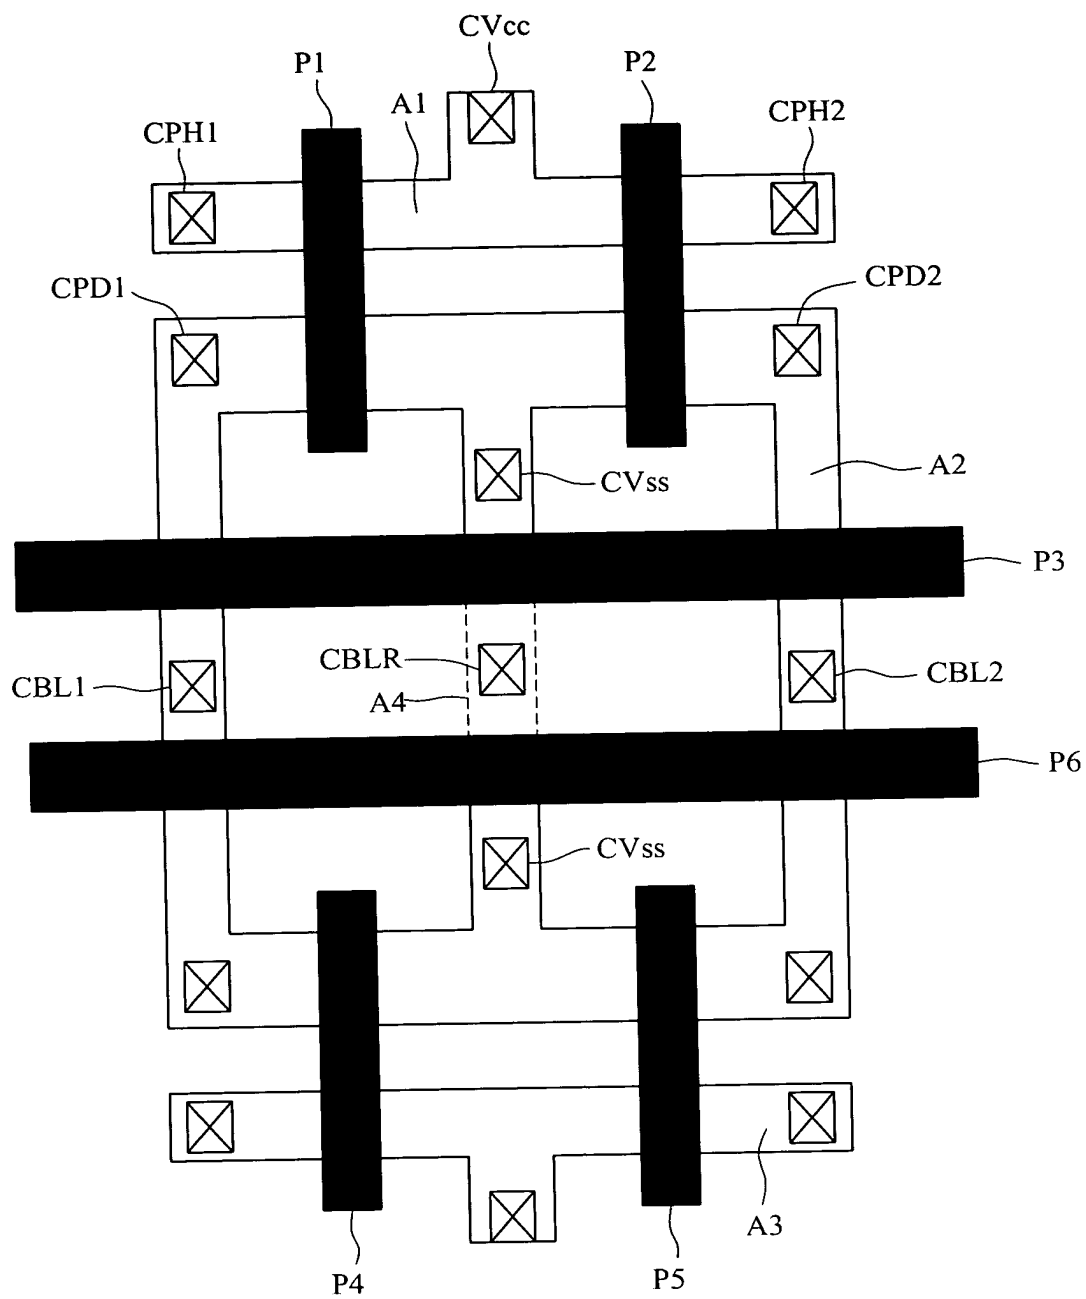 CVcc
P1
P2
A1
CPH1
CPH2
CPD1
CPD2
A2
CVss
P3
CBLR
CBL1
CBL2
A4
P6
CVss
A3
P4
P5